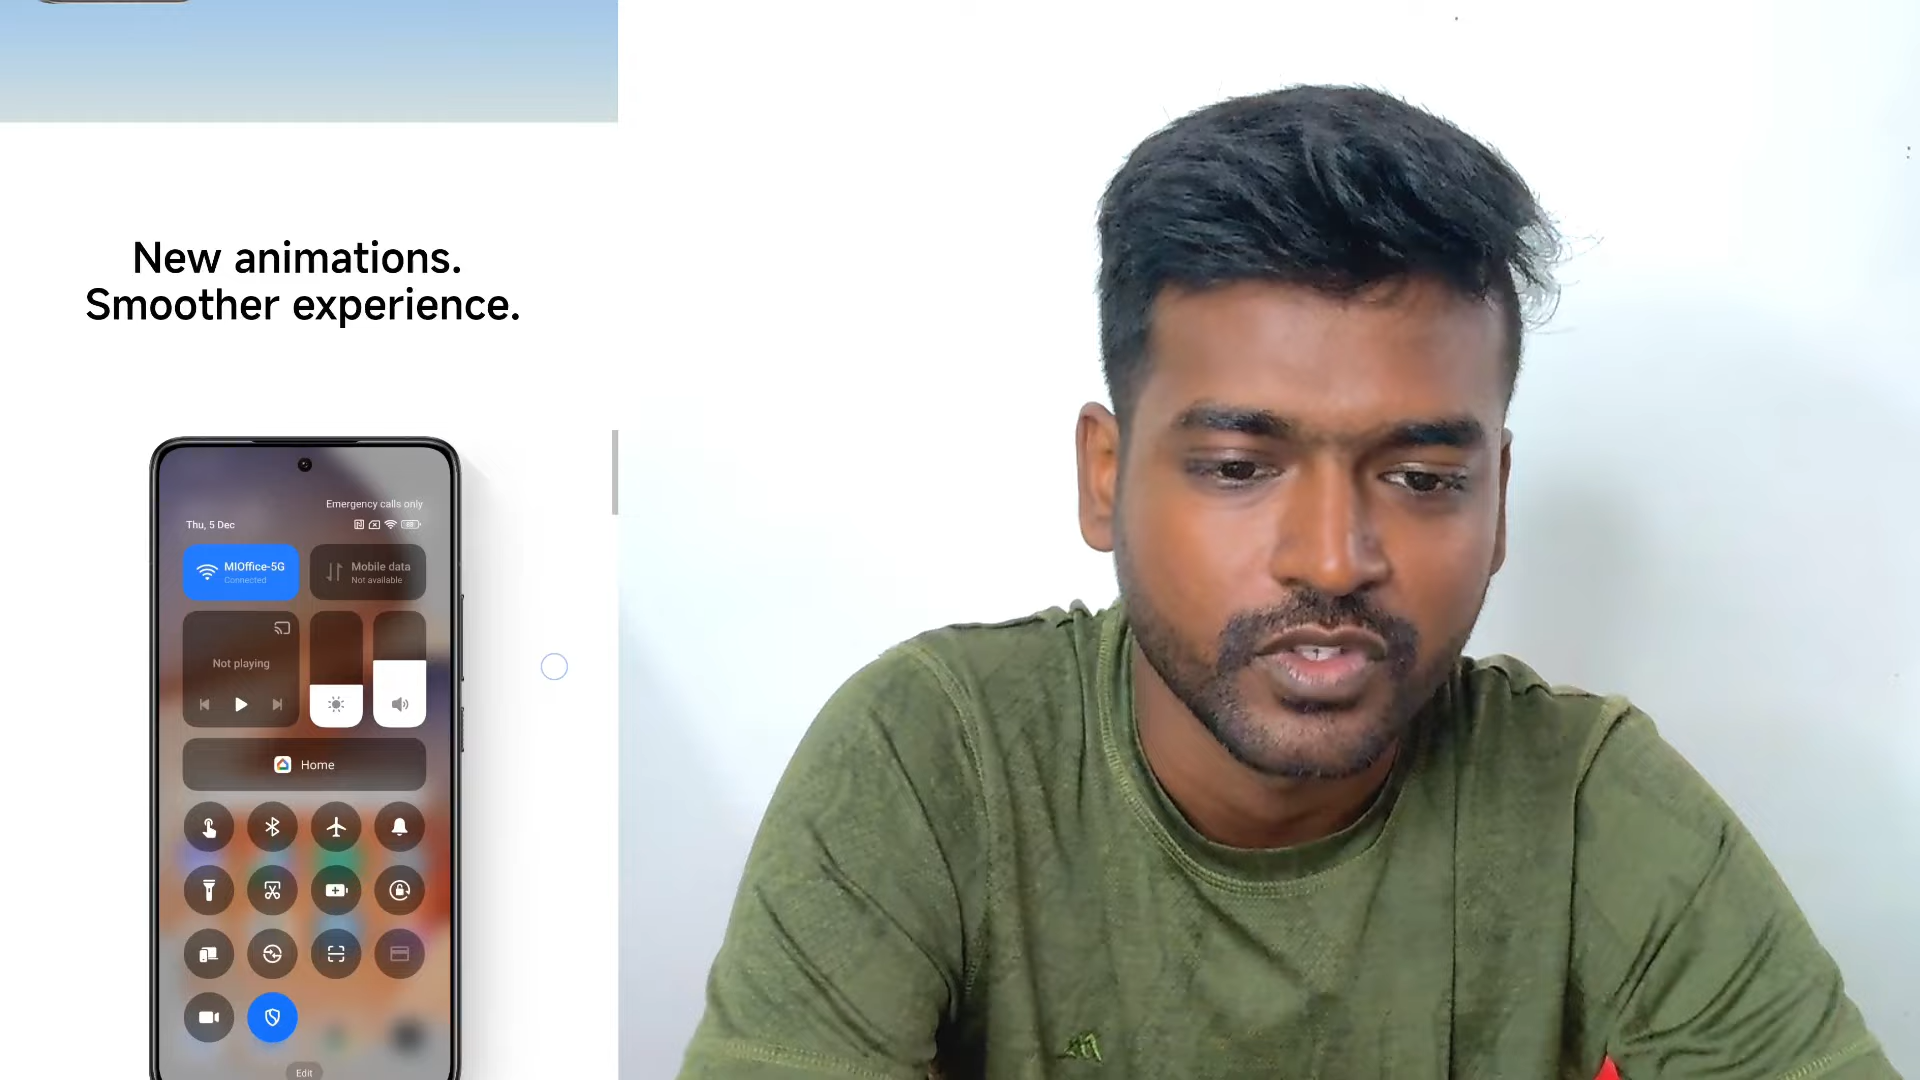 New animations.
Smoother experience.
Emergency calls only
Thu, 5 Dec
MIOffice-5G
Connected
Mobile data
Not available
Not playing
Home
Edit